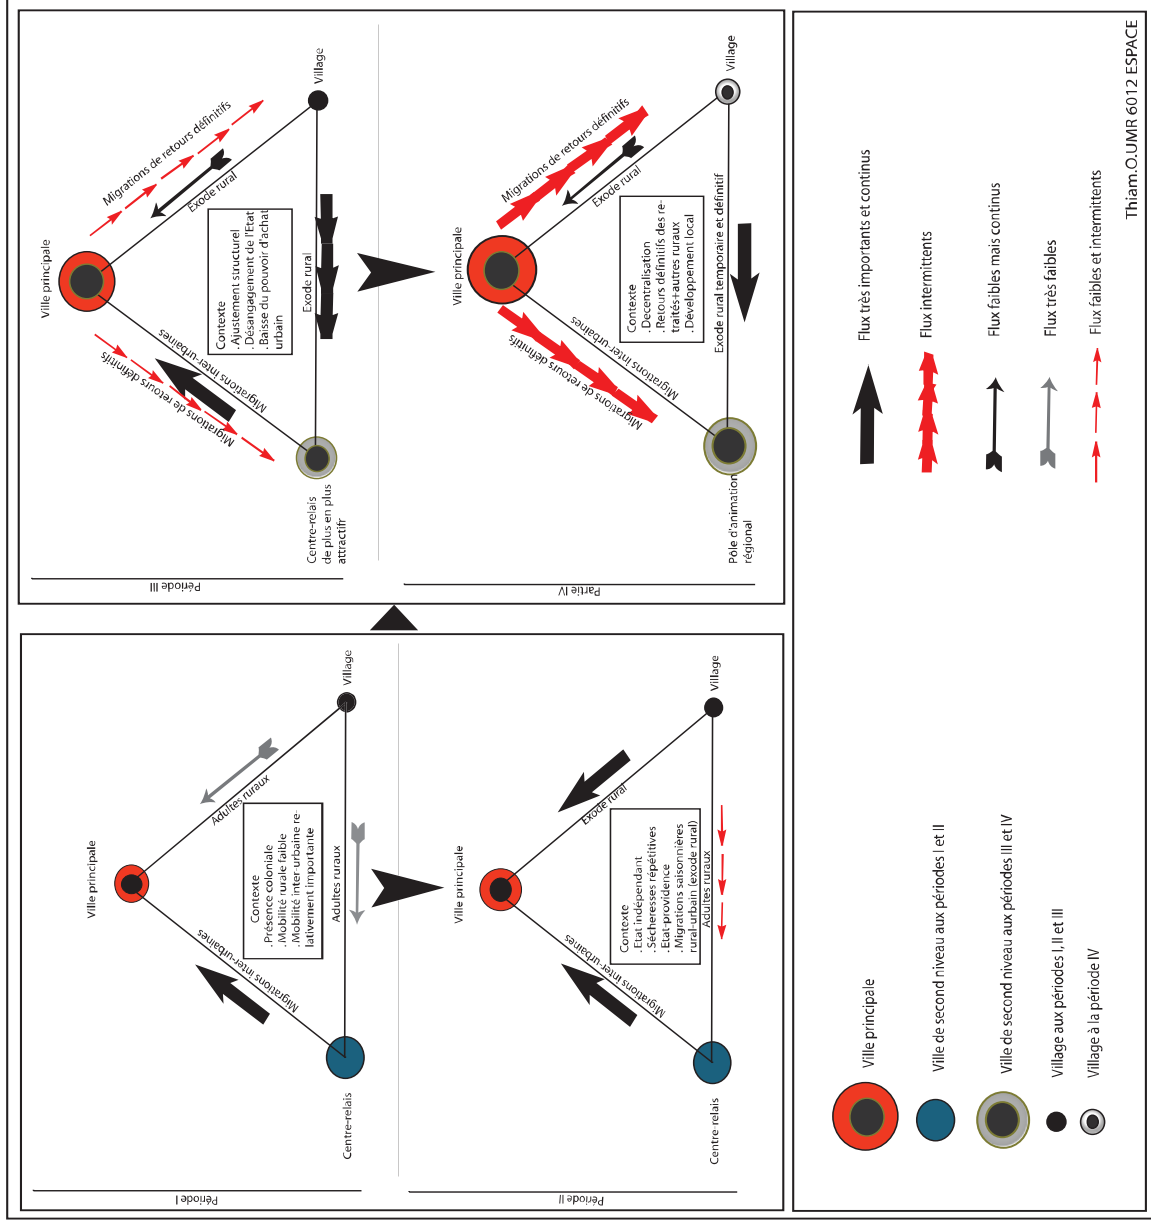 Période I
Ville principale
Village
Centre-relais
Migrations inter-urbaines
Adultes ruraux
Adultes ruraux
Contexte
. Présence coloniale
. Mobilité rurale faible
. Mobilité inter-urbaine re-
lativement importante
Période II
Ville principale
Village
Centre-relais
Migrations inter-urbaines
Exode rural
Adultes ruraux
Contexte
. Etat indépendant
. Sécheresses répétitives
. Etat-providence
. Migrations saisonnières
rural-urbain (exode rural)
Période III
Ville principale
Village
Centre-relais
de plus en plus
attractifr
Migrations de retours définitifs
Migrations inter-urbaines
Migrations de retours définitifs
Exode rural
Exode rural
Contexte
. Ajustement structurel
. Désangagement de l'Etat
. Baisse du pouvoir d'achat
urbain
Partie IV
Ville principale
Village
Pôle d'animation
régional
Migrations de retours définitifs
Migrations inter-urbaines
Migrations de retours définitifs
Exode rural
Exode rural temporaire et définitif
Contexte
. Decentralisation
. Retours définitifs des re-
traités+autres ruraux
. Développement local
Ville principale
Ville de second niveau aux périodes I et II
Ville de second niveau aux périodes III et IV
Village aux périodes I, II et III
Village à la période IV
Flux très importants et continus
Flux intermittents
Flux faibles mais continus
Flux très faibles
Flux faibles et intermittents
Thiam.O.UMR 6012 ESPACE